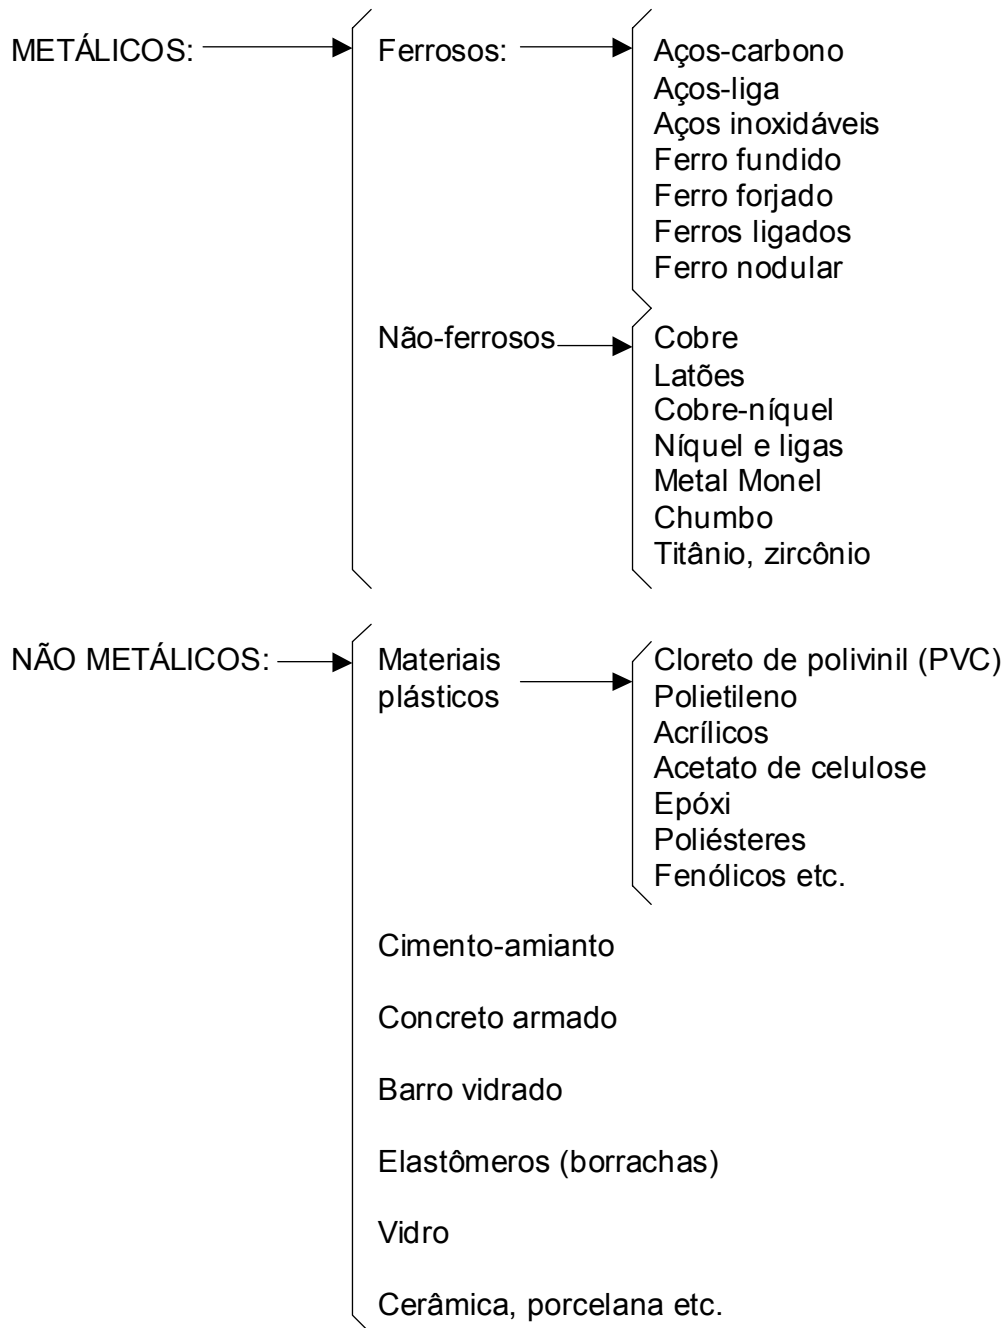 METÁLICOS:
Ferrosos:
Aços-carbono
Aços-liga
Aços inoxidáveis
Ferro fundido
Ferro forjado
Ferros ligados
Ferro nodular
Não-ferrosos
Cobre
Latões
Cobre-níquel
Níquel e ligas
Metal Monel
Chumbo
Titânio, zircônio
NÃO METÁLICOS:
Materiais
plásticos
Cloreto de polivinil (PVC)
Polietileno
Acrílicos
Acetato de celulose
Epóxi
Poliésteres
Fenólicos etc.
Cimento-amianto
Concreto armado
Barro vidrado
Elastômeros (borrachas)
Vidro
Cerâmica, porcelana etc.